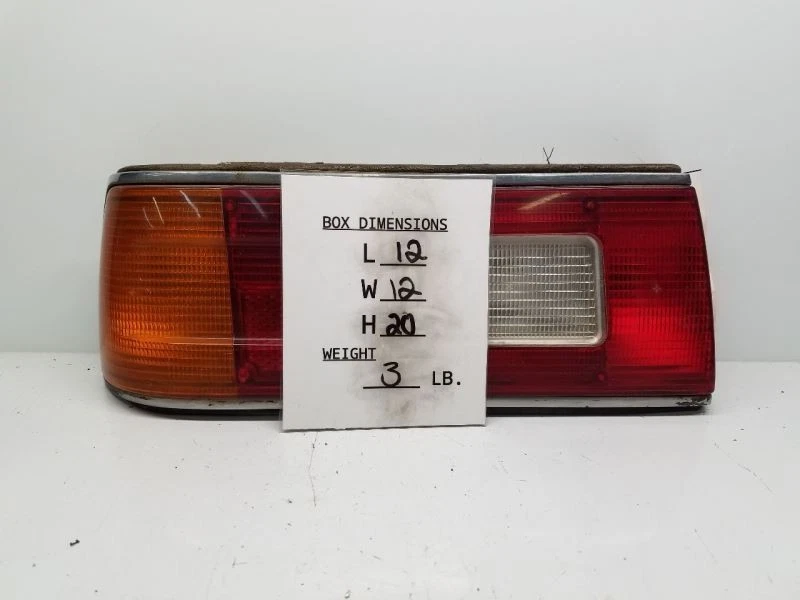 BOX DIMENSIONS
L 12
W 12
H 20
WEIGHT
3 LB.